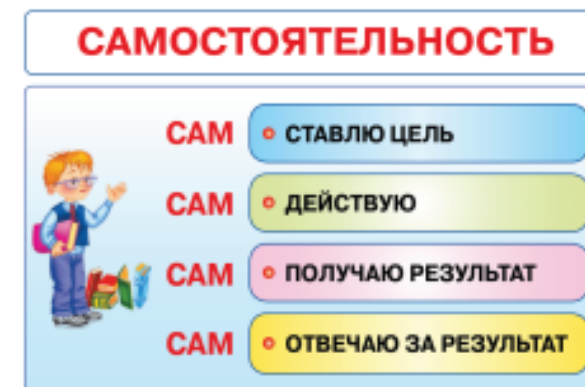 САМОСТОЯТЕЛЬНОСТЬ
САМ СТАВЛЮ ЦЕЛЬ
САМ ДЕЙСТВУЮ
САМ ПОЛУЧАЮ РЕЗУЛЬТАТ
САМ ОТВЕЧАЮ ЗА РЕЗУЛЬТАТ